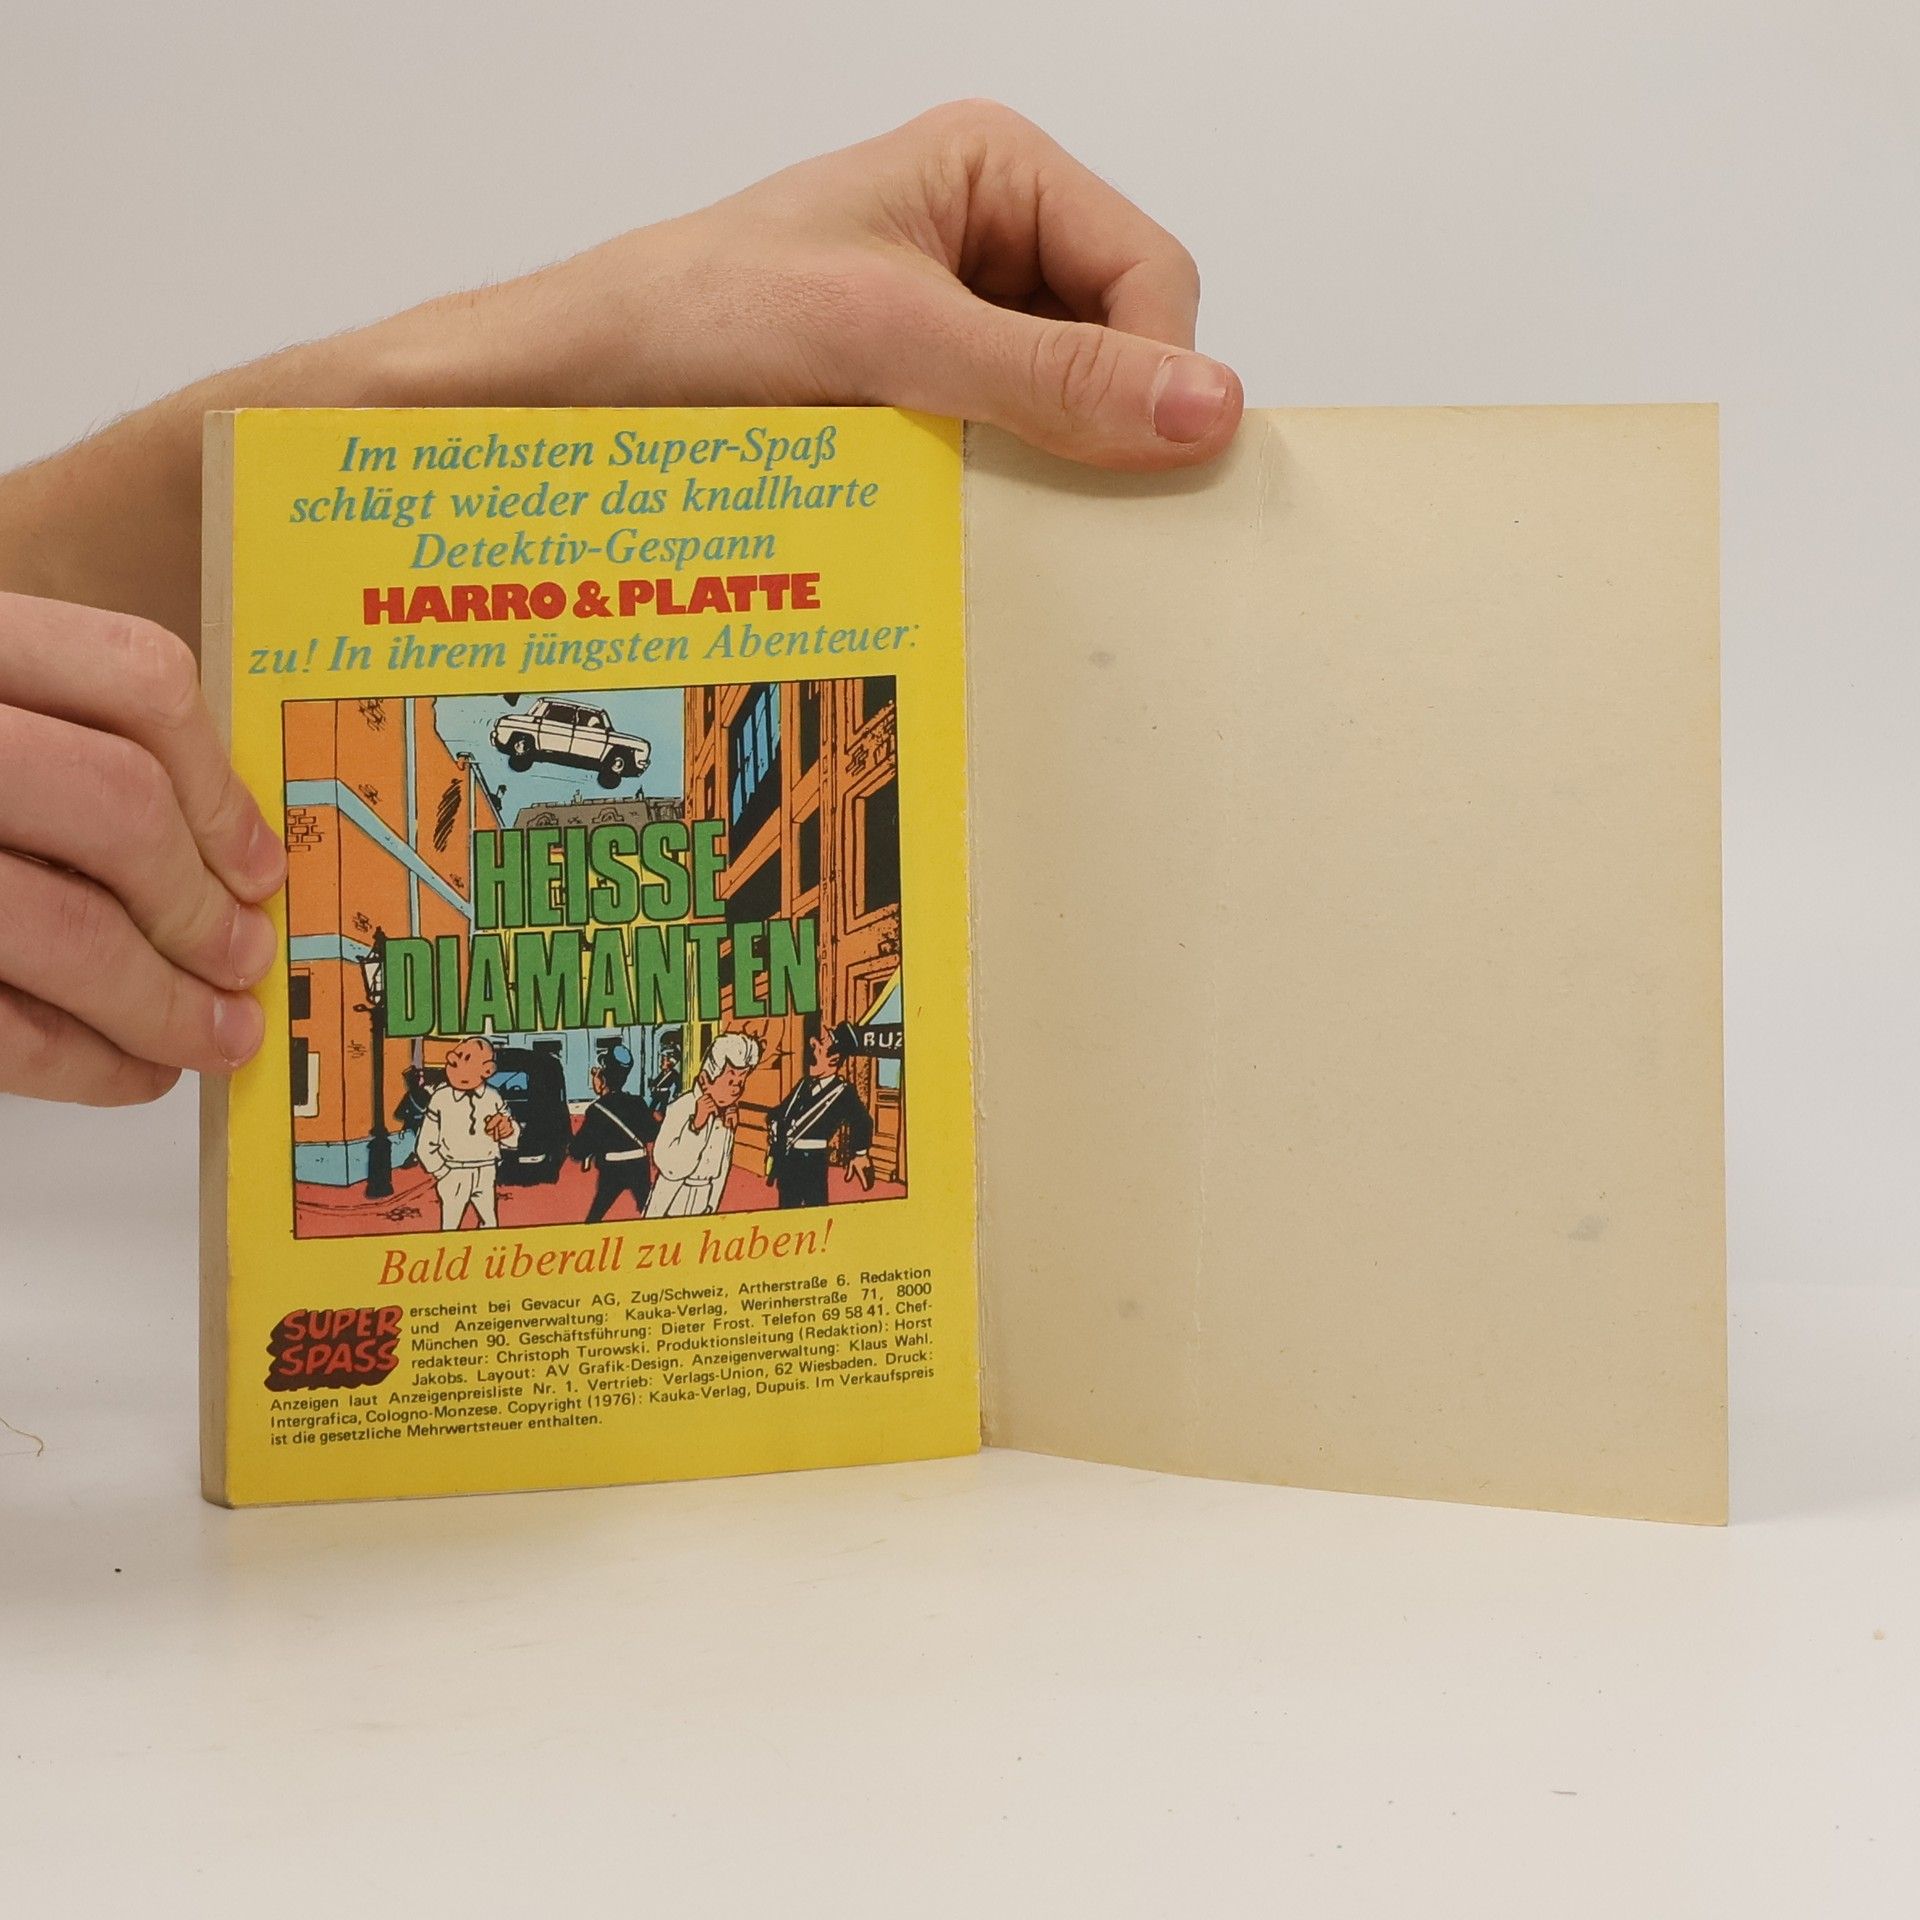 Im nächsten Super-Spaß
schlägt wieder das knallharte
Detektiv-Gespann
HARRO & PLATTE
zu! In ihrem jüngsten Abenteuer:
HEISSE
DIAMANTEN
BUZ
Bald überall zu haben!
SUPER
SPASS
erscheint bei Gevacur AG, Zug/Schweiz, Artherstraße 6. Redaktion
und Anzeigenverwaltung: Kauka-Verlag, Werinherstraße 71, 8000
München 90. Geschäftsführung: Dieter Frost. Telefon 69 58 41. Chef-
redakteur: Christoph Turowski. Produktionsleitung (Redaktion): Horst
Jakobs. Layout: AV Grafik-Design. Anzeigenverwaltung: Klaus Wahl.
Anzeigen laut Anzeigenpreisliste Nr. 1. Vertrieb: Verlags-Union, 62 Wiesbaden. Druck:
Intergrafica, Cologno-Monzese. Copyright (1976): Kauka-Verlag, Dupuis. Im Verkaufspreis
ist die gesetzliche Mehrwertsteuer enthalten.